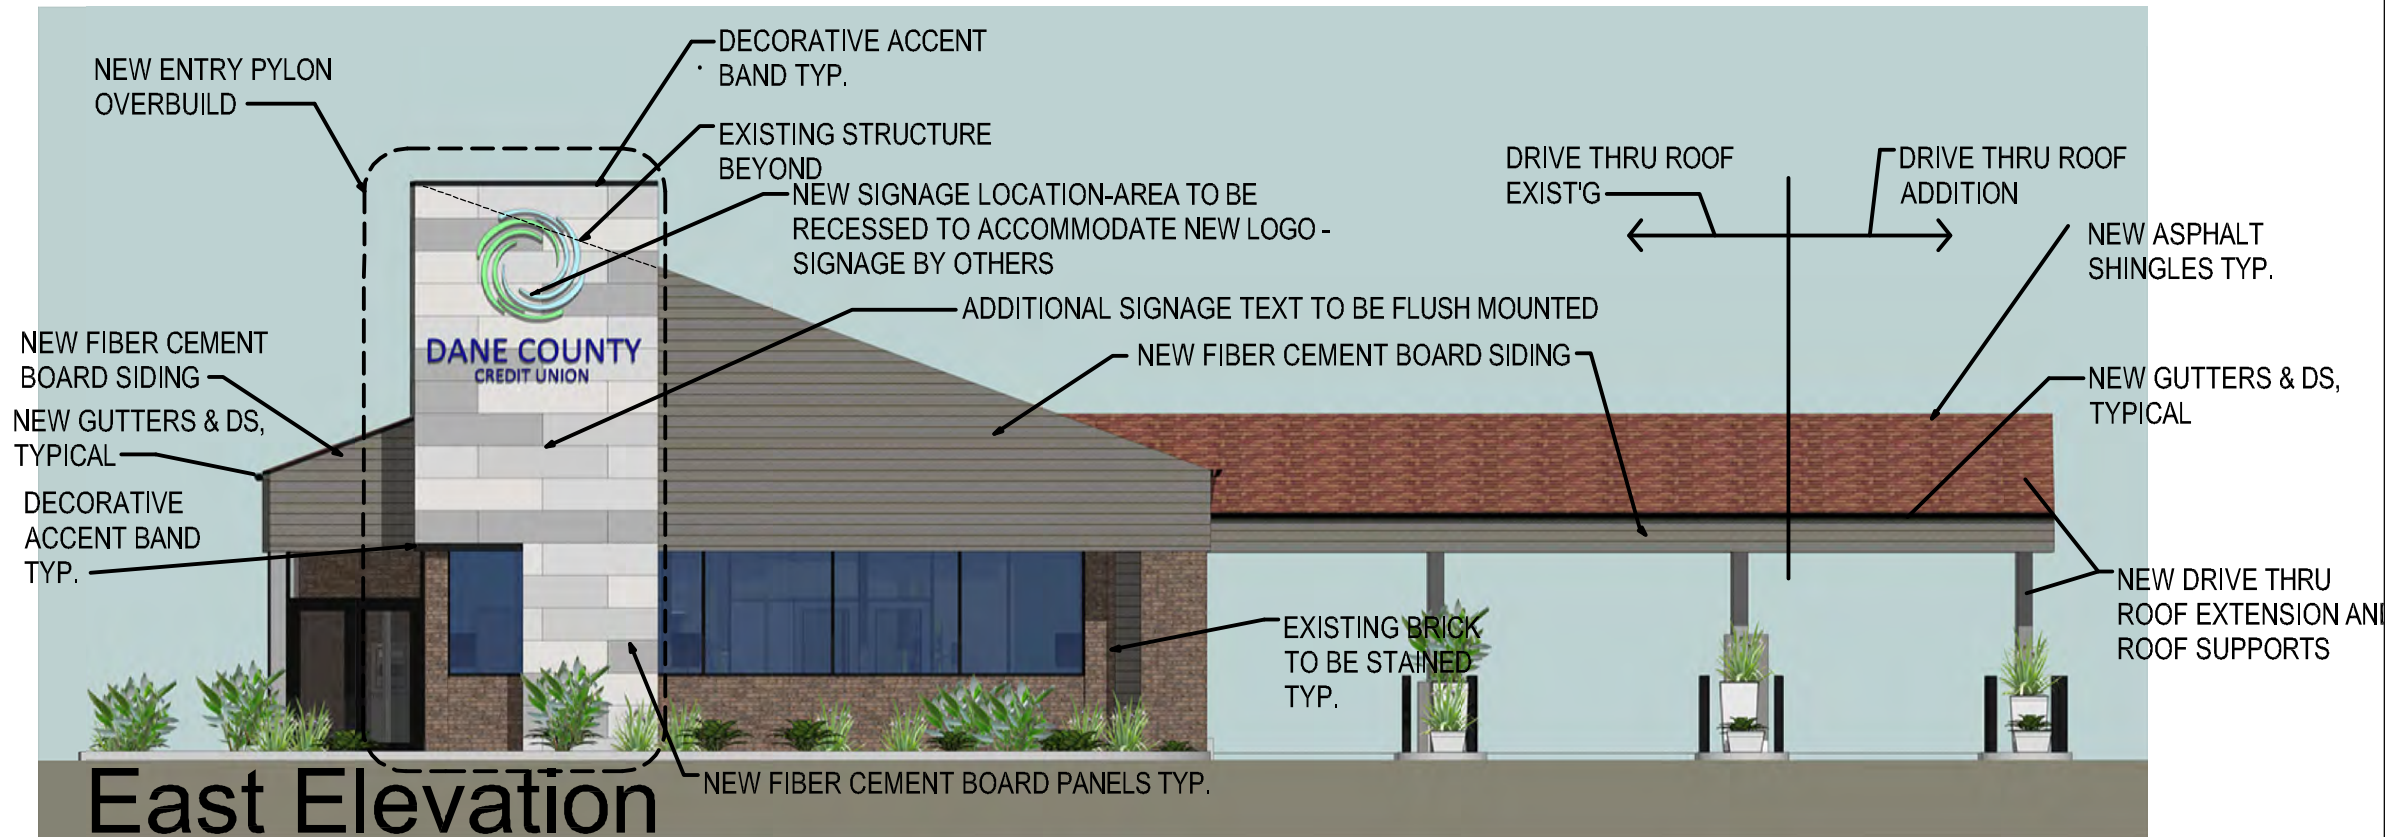 NEW ENTRY PYLON
OVERBUILD
DECORATIVE ACCENT
BAND TYP.
EXISTING STRUCTURE
BEYOND
NEW SIGNAGE LOCATION-AREA TO BE
RECESSED TO ACCOMMODATE NEW LOGO -
SIGNAGE BY OTHERS
DRIVE THRU ROOF
EXIST'G
DRIVE THRU ROOF
ADDITION
NEW ASPHALT
SHINGLES TYP.
ADDITIONAL SIGNAGE TEXT TO BE FLUSH MOUNTED
NEW FIBER CEMENT BOARD SIDING
NEW FIBER CEMENT
BOARD SIDING
DANE COUNTY
CREDIT UNION
NEW GUTTERS & DS,
TYPICAL
NEW GUTTERS & DS,
TYPICAL
DECORATIVE
ACCENT BAND
TYP.
NEW DRIVE THRU
ROOF EXTENSION AND
ROOF SUPPORTS
EXISTING BRICK
TO BE STAINED
TYP.
NEW FIBER CEMENT BOARD PANELS TYP.
East Elevation